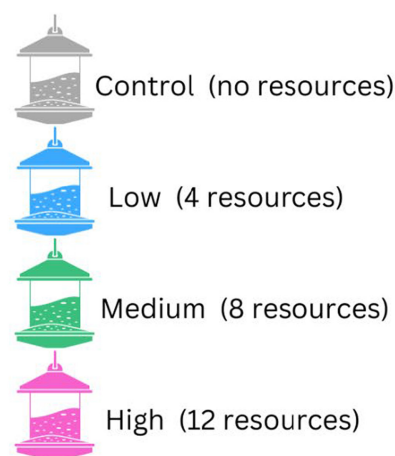 Control (no resources)
Low (4 resources)
Medium (8 resources)
High (12 resources)